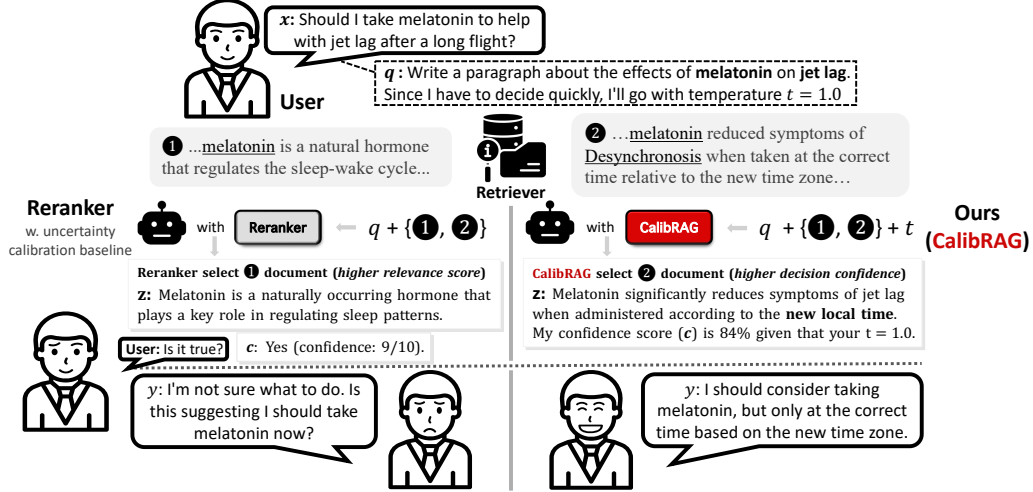 x: Should I take melatonin to help
with jet lag after a long flight?
q : Write a paragraph about the effects of melatonin on jet lag.
Since I have to decide quickly, I'll go with temperature t = 1.0
User
❶ ...melatonin is a natural hormone
that regulates the sleep-wake cycle...
Retriever
❷ …melatonin reduced symptoms of
Desynchronosis when taken at the correct
time relative to the new time zone…
Reranker
w. uncertainty
calibration baseline
with
Reranker
q + {❶, ❷}
Reranker select ❶ document (higher relevance score)
z: Melatonin is a naturally occurring hormone that
plays a key role in regulating sleep patterns.
User: Is it true?
c: Yes (confidence: 9/10).
y: I'm not sure what to do. Is
this suggesting I should take
melatonin now?
with
CalibRAG
q + {❶, ❷} + t
Ours
(CalibRAG)
CalibRAG select ❷ document (higher decision confidence)
z: Melatonin significantly reduces symptoms of jet lag
when administered according to the new local time.
My confidence score (c) is 84% given that your t = 1.0.
y: I should consider taking
melatonin, but only at the correct
time based on the new time zone.